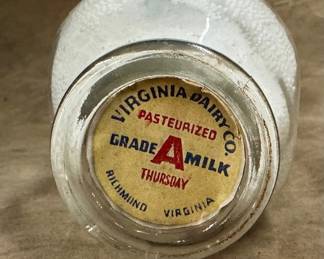 VIRGINIA DAIRY CO.
PASTEURIZED
GRADE A MILK
THURSDAY
RICHMOND VIRGINIA